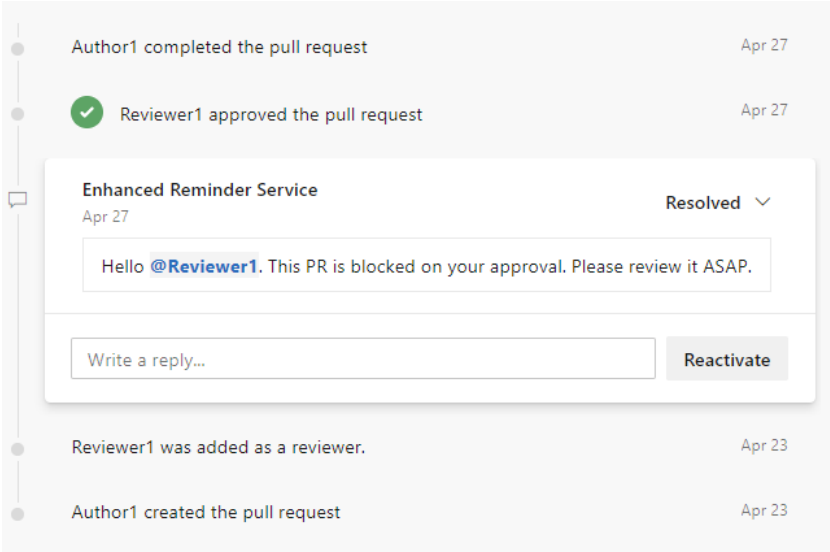 Author1 completed the pull request Apr 27
Reviewer1 approved the pull request Apr 27
Enhanced Reminder Service
Resolved
Apr 27
Hello @Reviewer1. This PR is blocked on your approval. Please review it ASAP.
Write a reply... Reactivate
Reviewer1 was added as a reviewer. Apr 23
Author1 created the pull request Apr 23